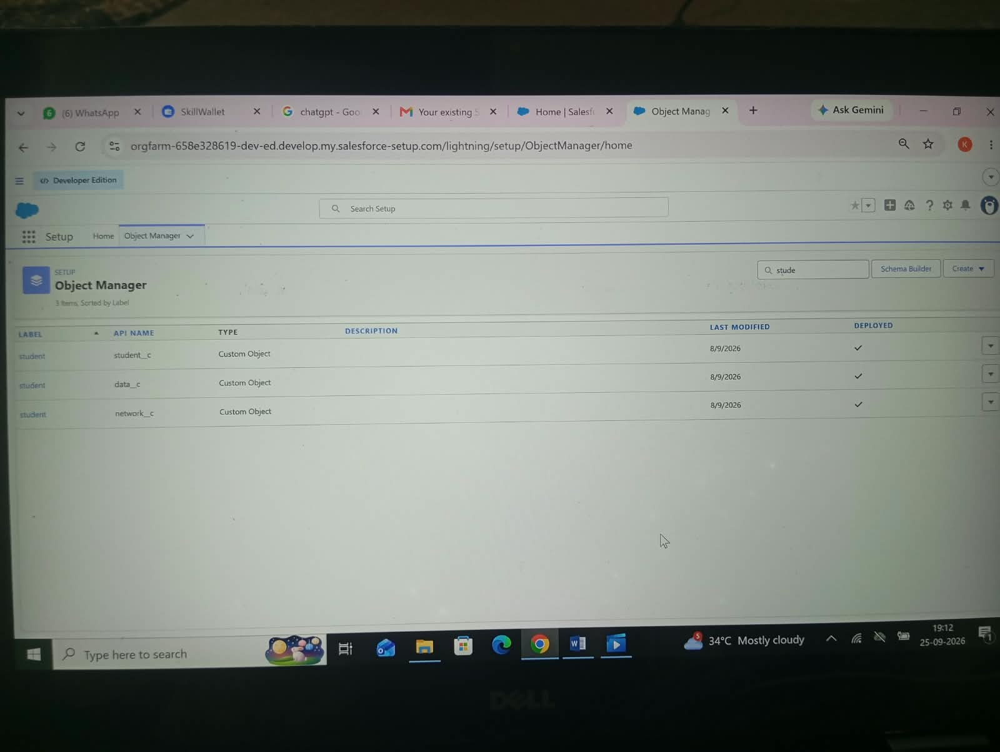 (6) WhatsApp
SkillWallet
chatgpt - Goo
Your existing S
Home | Salesfo
Object Manag
Ask Gemini
orgfarm-658e328619-dev-ed.develop.my.salesforce-setup.com/lightning/setup/ObjectManager/home
K
Developer Edition
Search Setup
Setup
Home
Object Manager
SETUP
Object Manager
3 Items, Sorted by Label
stude
Schema Builder
Create
LABEL API NAME TYPE DESCRIPTION LAST MODIFIED DEPLOYED
student student__c Custom Object 8/9/2026
student data__c Custom Object 8/9/2026
student network__c Custom Object 8/9/2026
Type here to search
5
34°C Mostly cloudy
19:12
25-09-2026
1
DELL